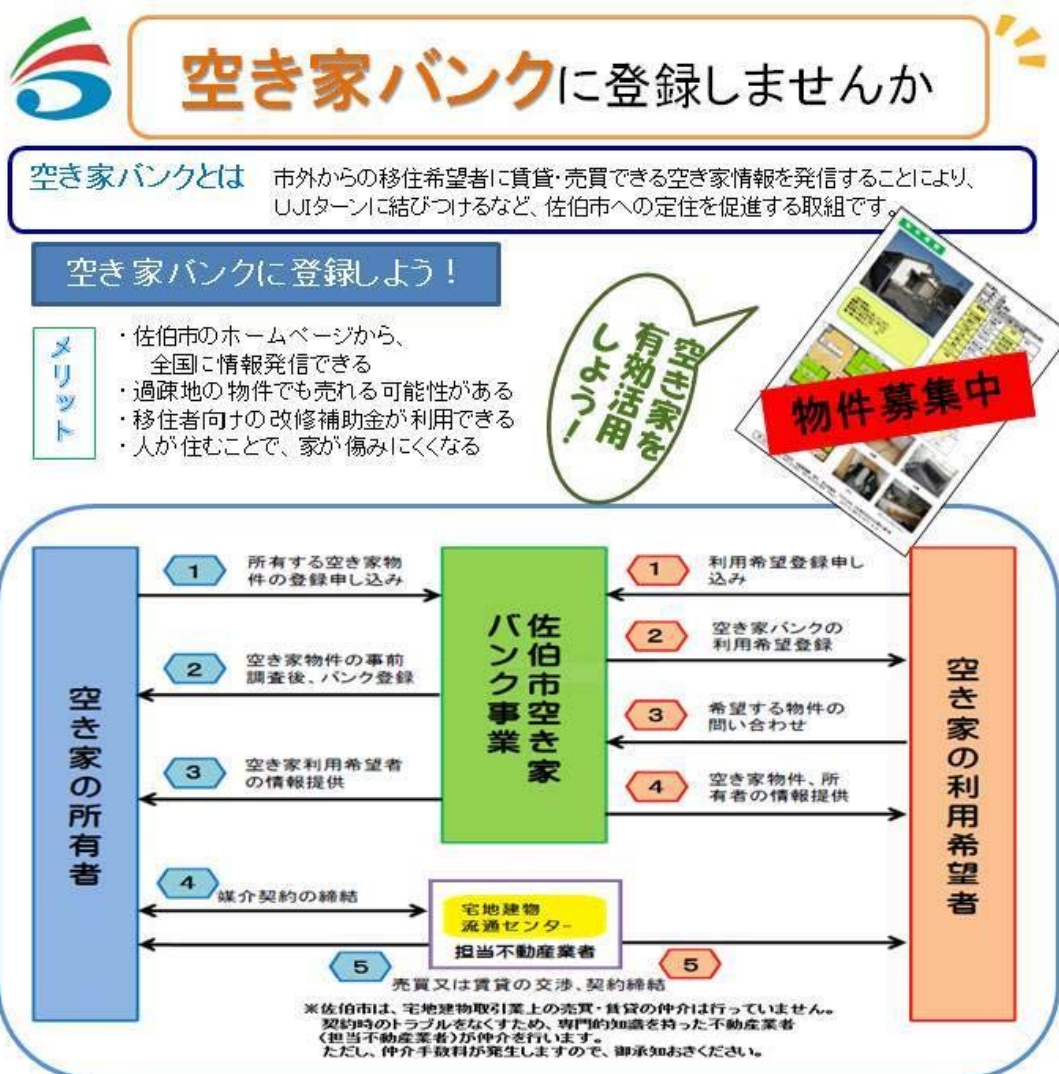 空き家バンクに登録しませんか
空き家バンクとは
市外からの移住希望者に賃貸・売買できる空き家情報を発信することにより、
UJIターンに結びつけるなど、佐伯市への定住を促進する取組です。
空き家バンクに登録しよう!
メリット
・佐伯市のホームページから、
全国に情報発信できる
・過疎地の物件でも売れる可能性がある
・移住者向けの改修補助金が利用できる
・人が住むことで、家が傷みにくくなる
空き家を
有効活用
しよう!
物件募集中
空き家の所有者
1
所有する空き家物
件の登録申し込み
2
空き家物件の事前
調査後、バンク登録
3
空き家利用希望者
の情報提供
佐伯市空き家
バンク事業
1
利用希望登録申し
込み
2
空き家バンクの
利用希望登録
3
希望する物件の
問い合わせ
4
空き家物件、所
有者の情報提供
空き家の利用希望者
4
媒介契約の締結
宅地建物
流通センター
担当不動産業者
5
5
売買又は賃貸の交渉、契約締結
※佐伯市は、宅地建物取引業上の売買・賃貸の仲介は行っていません。
契約時のトラブルをなくすため、専門的知識を持った不動産業者
(担当不動産業者)が仲介を行います。
ただし、仲介手数料が発生しますので、御承知おきください。